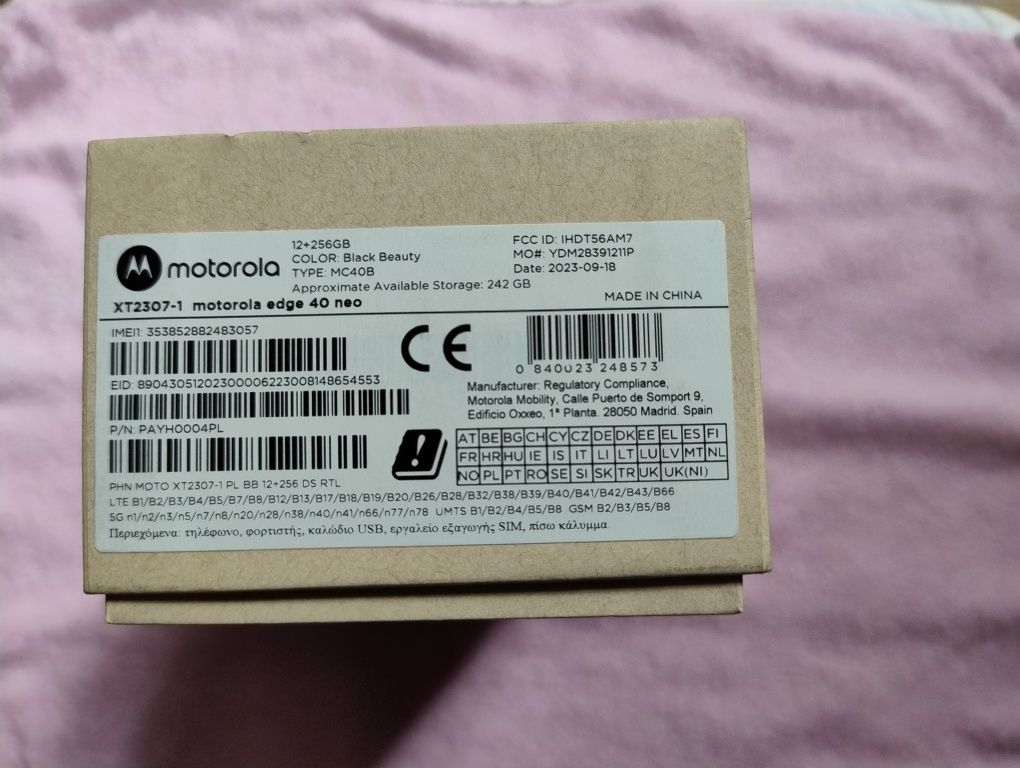 motorola
12+256GB
COLOR: Black Beauty
TYPE: MC40B
Approximate Available Storage: 242 GB
FCC ID: IHDT56AM7
MO#: YDM28391211P
Date: 2023-09-18
XT2307-1 motorola edge 40 neo
MADE IN CHINA
IMEI1: 353852882483057
EID: 89043051202300006223008148654553
P/N: PAYH0004PL
CE
0 840023 248573
Manufacturer: Regulatory Compliance,
Motorola Mobility, Calle Puerto de Somport 9,
Edificio Oxxeo, 1ª Planta. 28050 Madrid. Spain
AT BE BG CH CY CZ DE DK EE EL ES FI
FR HR HU IE IS IT LI LT LU LV MT NL
NO PL PT RO SE SI SK TR UK UK(NI)
PHN MOTO XT2307-1 PL BB 12+256 DS RTL
LTE B1/B2/B3/B4/B5/B7/B8/B12/B13/B17/B18/B19/B20/B26/B28/B32/B38/B39/B40/B41/B42/B43/B66
5G n1/n2/n3/n5/n7/n8/n20/n28/n38/n40/n41/n66/n77/n78 UMTS B1/B2/B4/B5/B8 GSM B2/B3/B5/B8
Περιεχόμενα: τηλέφωνο, φορτιστής, καλώδιο USB, εργαλείο εξαγωγής SIM, πίσω κάλυμμα.